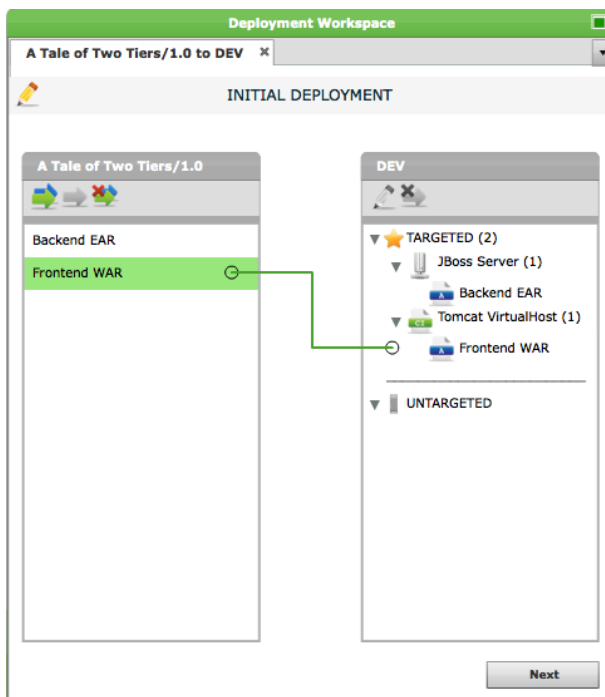 Deployment Workspace
A Tale of Two Tiers/1.0 to DEV
INITIAL DEPLOYMENT
A Tale of Two Tiers/1.0
Backend EAR
Frontend WAR
DEV
TARGETED (2)
JBoss Server (1)
Backend EAR
Tomcat VirtualHost (1)
Frontend WAR
UNTARGETED
Next